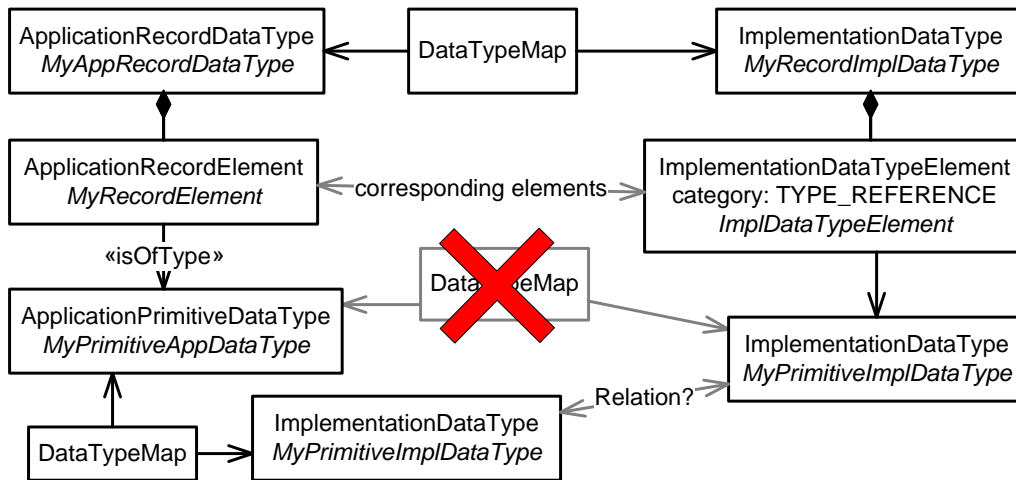 ApplicationRecordDataType
MyAppRecordDataType
DataTypeMap
ImplementationDataType
MyRecordImplDataType
ApplicationRecordElement
MyRecordElement
corresponding elements
ImplementationDataTypeElement
category: TYPE_REFERENCE
ImplDataTypeElement
«isOfType»
DataTypeMap
ApplicationPrimitiveDataType
MyPrimitiveAppDataType
ImplementationDataType
MyPrimitiveImplDataType
Relation?
DataTypeMap
ImplementationDataType
MyPrimitiveImplDataType